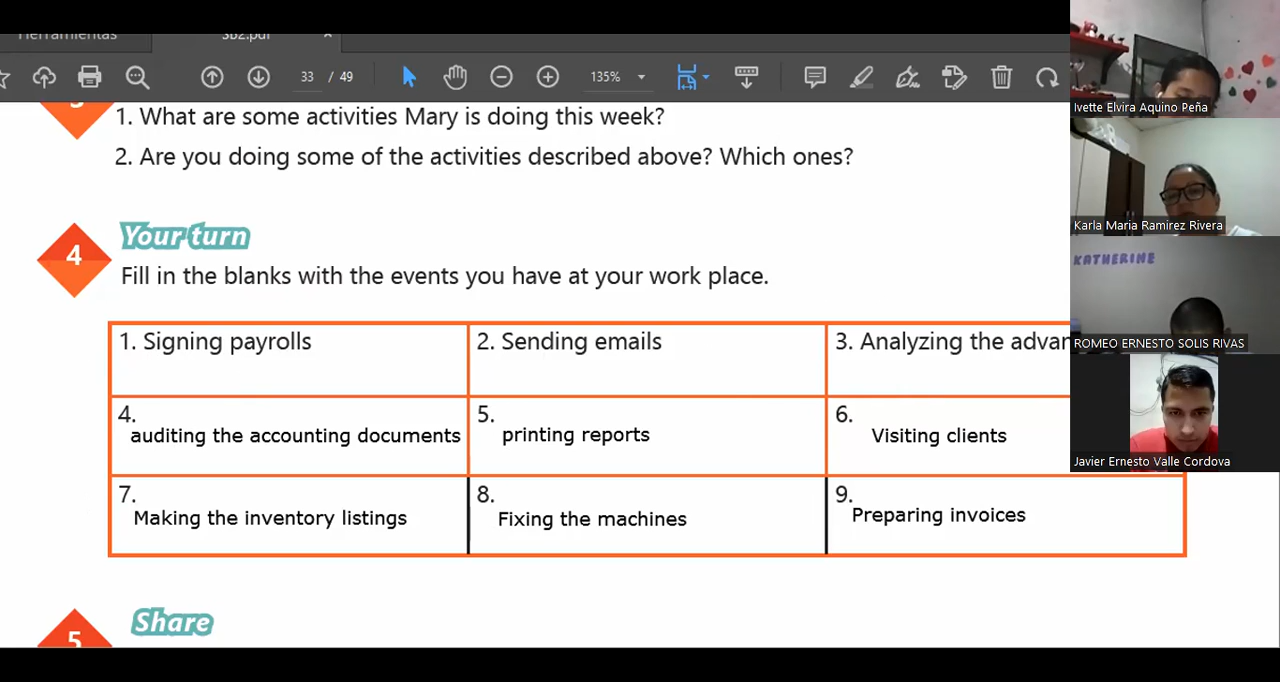 Herramientas
SB2.pdf
×
33 / 49
135%
3
1. What are some activities Mary is doing this week?
2. Are you doing some of the activities described above? Which ones?
4
Your turn
Fill in the blanks with the events you have at your work place.
1. Signing payrolls
2. Sending emails
3. Analyzing the advan
4.
auditing the accounting documents
5.
printing reports
6.
Visiting clients
7.
Making the inventory listings
8.
Fixing the machines
9.
Preparing invoices
5
Share
Ivette Elvira Aquino Peña
Karla Maria Ramirez Rivera
KATHERINE
ROMEO ERNESTO SOLIS RIVAS
Javier Ernesto Valle Cordova